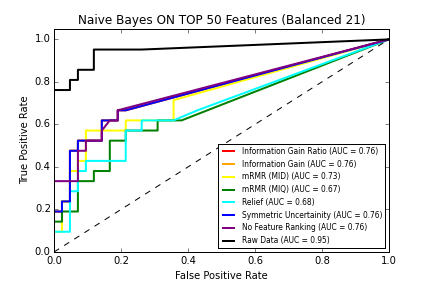 Naive Bayes ON TOP 50 Features (Balanced 21)
True Positive Rate
1.0
0.8
0.6
0.4
0.2
0.0
Information Gain Ratio (AUC = 0.76)
Information Gain (AUC = 0.76)
mRMR (MID) (AUC = 0.73)
mRMR (MIQ) (AUC = 0.67)
Relief (AUC = 0.68)
Symmetric Uncertainity (AUC = 0.76)
No Feature Ranking (AUC = 0.76)
Raw Data (AUC = 0.95)
0.0 0.2 0.4 0.6 0.8 1.0
False Positive Rate